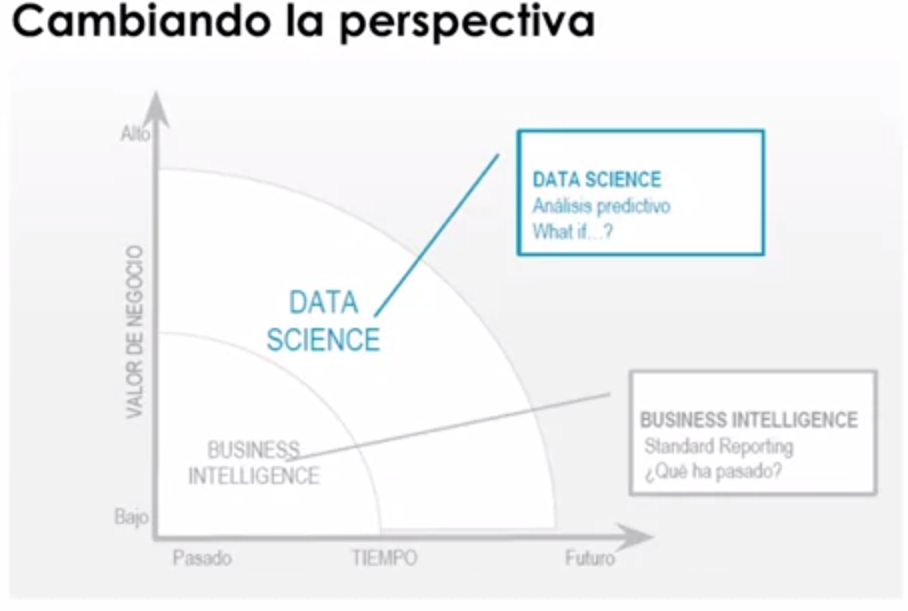 Cambiando la perspectiva
Alto
DATA SCIENCE
Análisis predictivo
What if...?
VALOR DE NEGOCIO
DATA
SCIENCE
BUSINESS INTELLIGENCE
Standard Reporting
¿Qué ha pasado?
BUSINESS
INTELLIGENCE
Bajo
Pasado
TIEMPO
Futuro